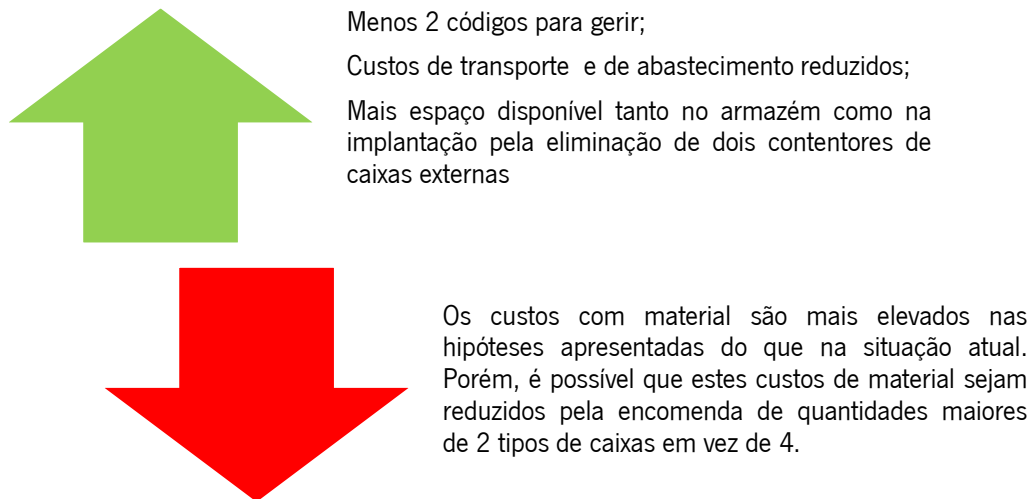 Menos 2 códigos para gerir;
Custos de transporte e de abastecimento reduzidos;
Mais espaço disponível tanto no armazém como na
implantação pela eliminação de dois contentores de
caixas externas
Os custos com material são mais elevados nas
hipóteses apresentadas do que na situação atual.
Porém, é possível que estes custos de material sejam
reduzidos pela encomenda de quantidades maiores
de 2 tipos de caixas em vez de 4.